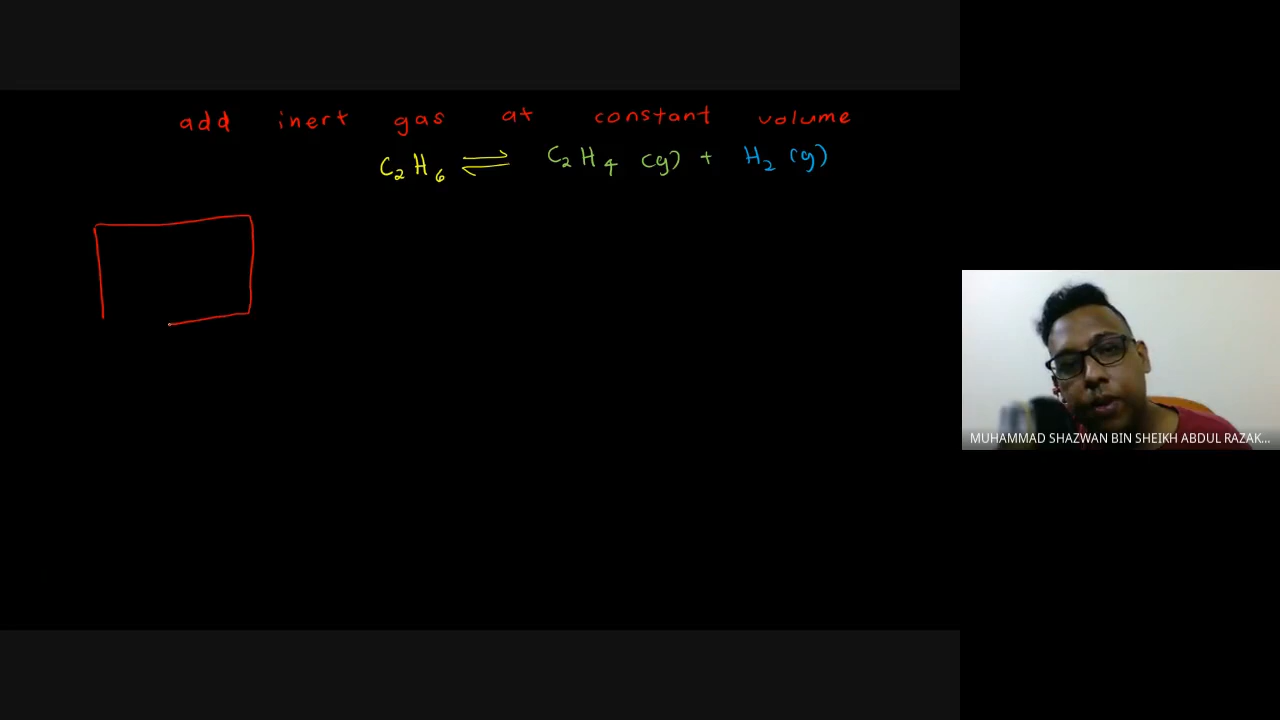 add inert gas at constant volume
C₂H₆ ⇌ C₂H₄ (g) + H₂ (g)
MUHAMMAD SHAZWAN BIN SHEIKH ABDUL RAZAK...